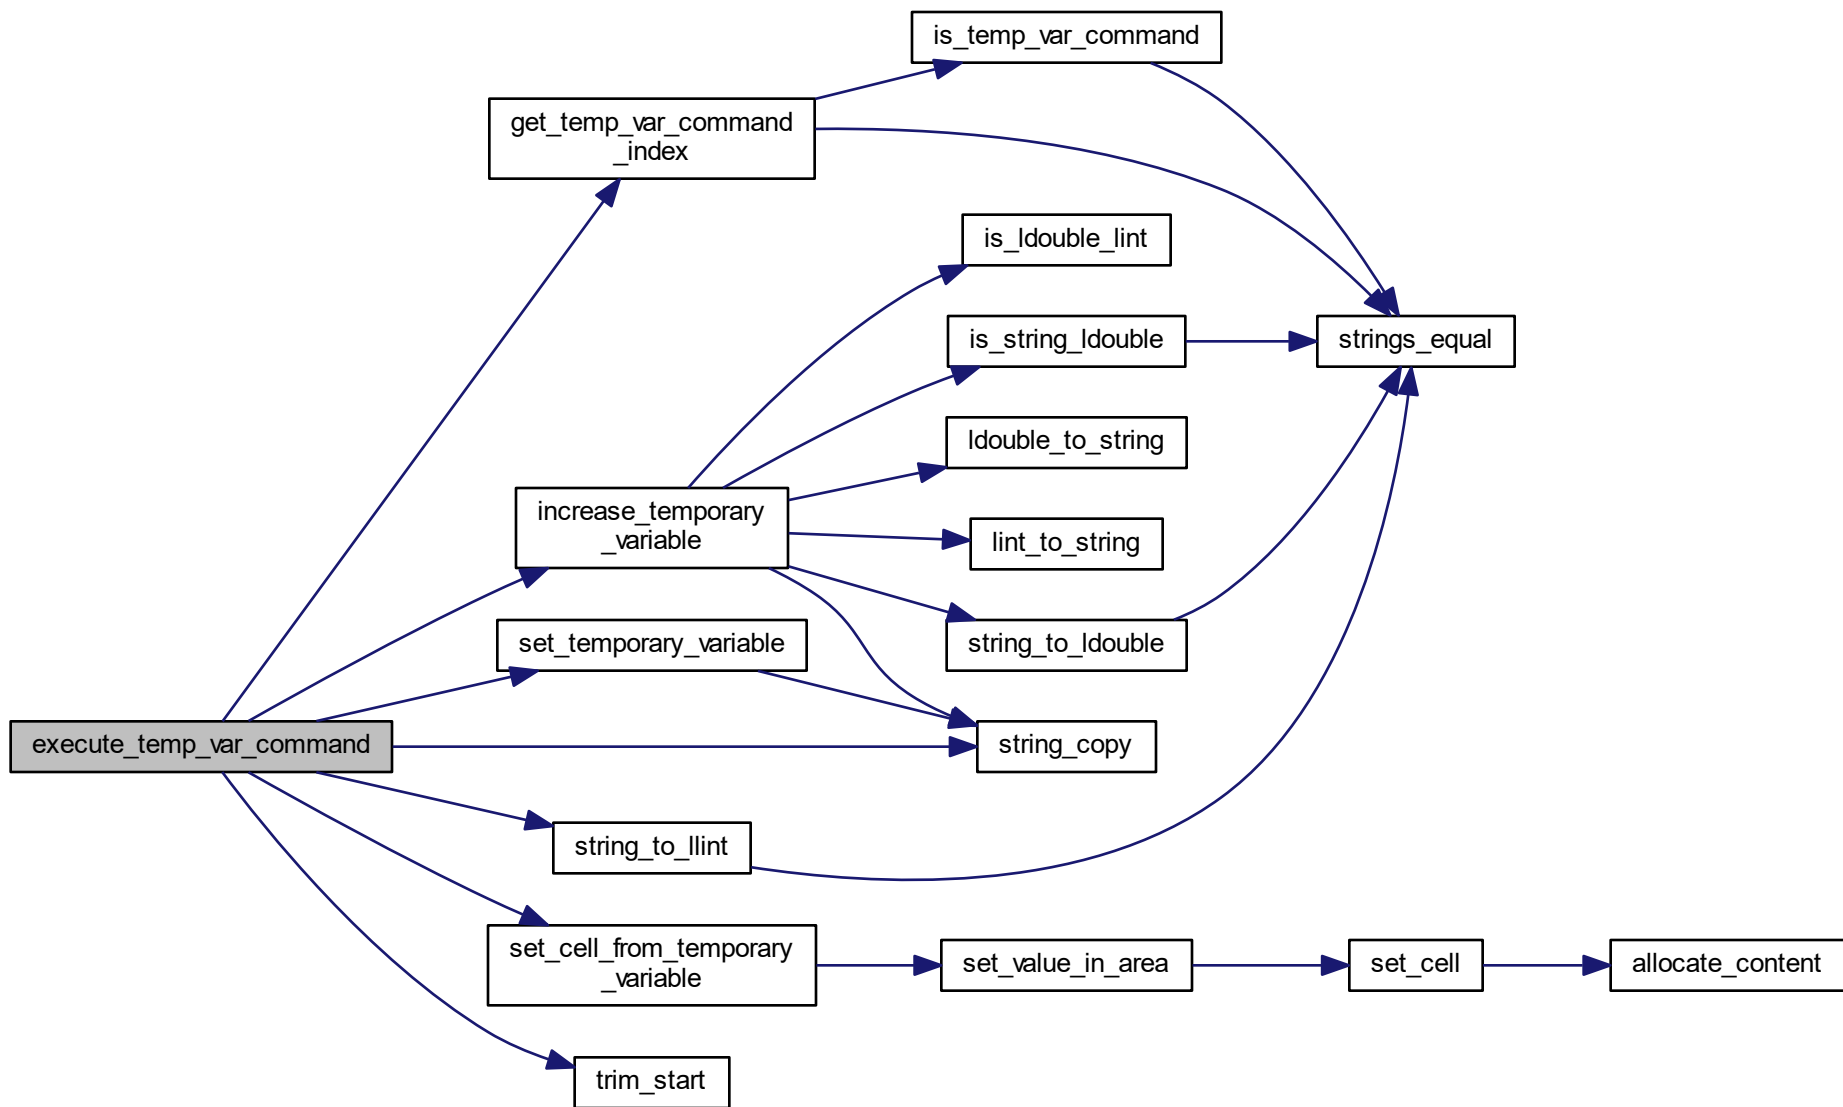 is_temp_var_command
get_temp_var_command
_index
is_ldouble_lint
is_string_ldouble
strings_equal
ldouble_to_string
increase_temporary
_variable
lint_to_string
set_temporary_variable
string_to_ldouble
execute_temp_var_command
string_copy
string_to_llint
set_cell_from_temporary
_variable
set_value_in_area
set_cell
allocate_content
trim_start